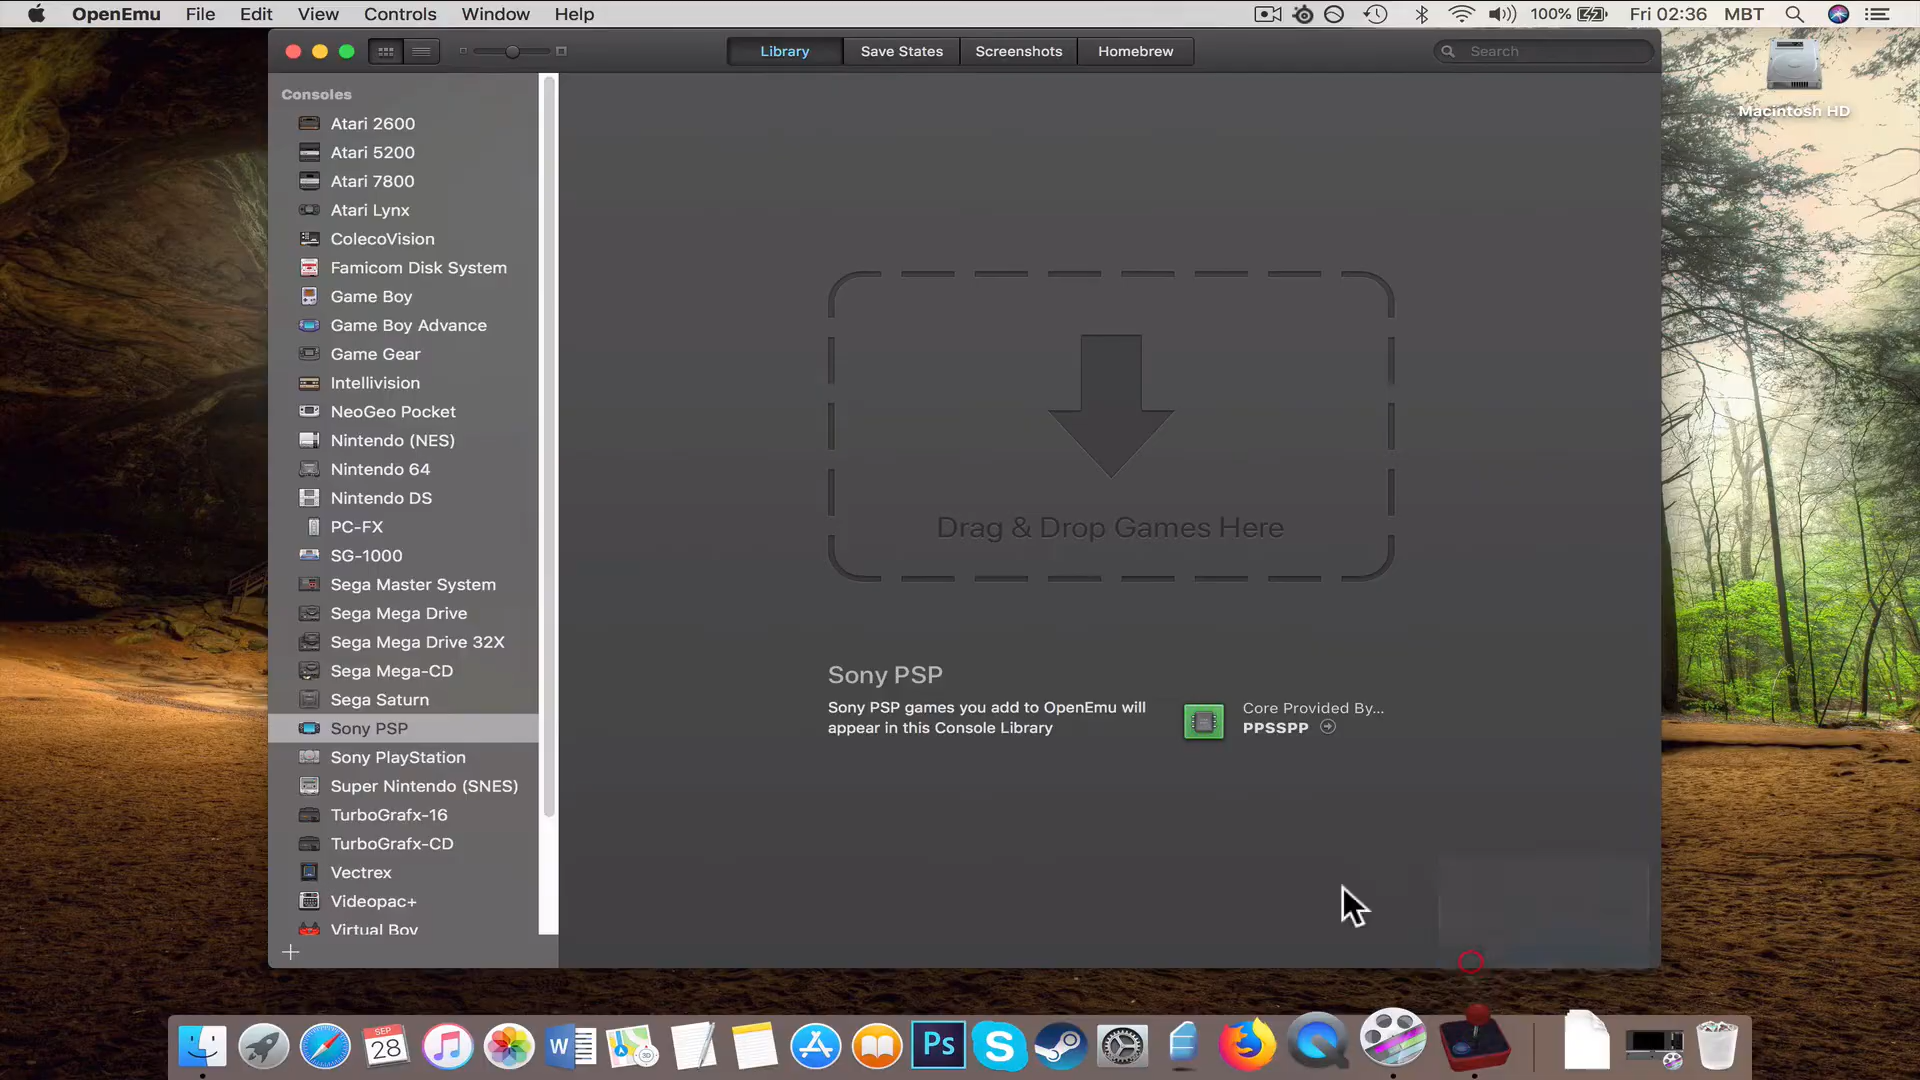 OpenEmu File Edit View Controls Window Help 100% Fri 02:36 MBT
Library Save States Screenshots Homebrew Search
Macintosh HD
Consoles
Atari 2600
Atari 5200
Atari 7800
Atari Lynx
ColecoVision
Famicom Disk System
Game Boy
Game Boy Advance
Game Gear
Intellivision
NeoGeo Pocket
Nintendo (NES)
Nintendo 64
Nintendo DS
PC-FX
SG-1000
Sega Master System
Sega Mega Drive
Sega Mega Drive 32X
Sega Mega-CD
Sega Saturn
Sony PSP
Sony PlayStation
Super Nintendo (SNES)
TurboGrafx-16
TurboGrafx-CD
Vectrex
Videopac+
Virtual Boy
Drag & Drop Games Here
Sony PSP
Sony PSP games you add to OpenEmu will
appear in this Console Library
Core Provided By...
PPSSPP
SEP
28
W
3D
Ps
S